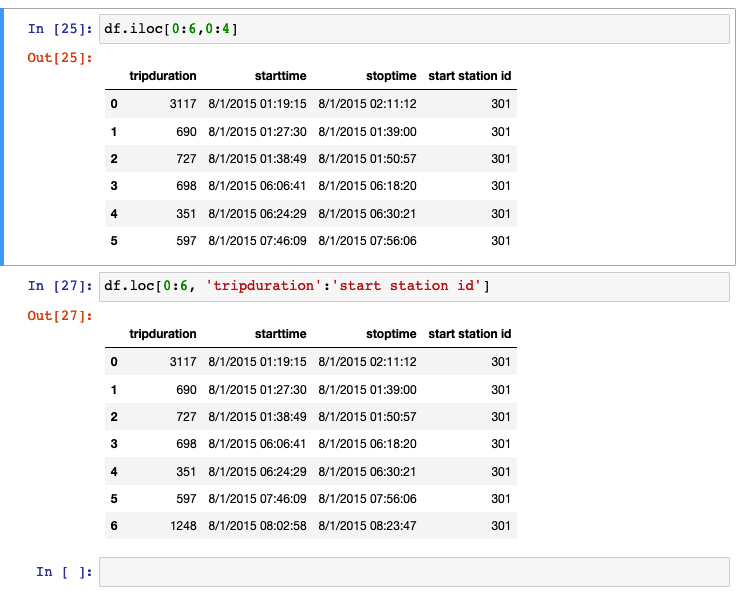 In [25]: df.iloc[0:6,0:4]
Out[25]:
tripduration starttime stoptime start station id
0 3117 8/1/2015 01:19:15 8/1/2015 02:11:12 301
1 690 8/1/2015 01:27:30 8/1/2015 01:39:00 301
2 727 8/1/2015 01:38:49 8/1/2015 01:50:57 301
3 698 8/1/2015 06:06:41 8/1/2015 06:18:20 301
4 351 8/1/2015 06:24:29 8/1/2015 06:30:21 301
5 597 8/1/2015 07:46:09 8/1/2015 07:56:06 301
In [27]: df.loc[0:6, 'tripduration':'start station id']
Out[27]:
tripduration starttime stoptime start station id
0 3117 8/1/2015 01:19:15 8/1/2015 02:11:12 301
1 690 8/1/2015 01:27:30 8/1/2015 01:39:00 301
2 727 8/1/2015 01:38:49 8/1/2015 01:50:57 301
3 698 8/1/2015 06:06:41 8/1/2015 06:18:20 301
4 351 8/1/2015 06:24:29 8/1/2015 06:30:21 301
5 597 8/1/2015 07:46:09 8/1/2015 07:56:06 301
6 1248 8/1/2015 08:02:58 8/1/2015 08:23:47 301
In [ ]: